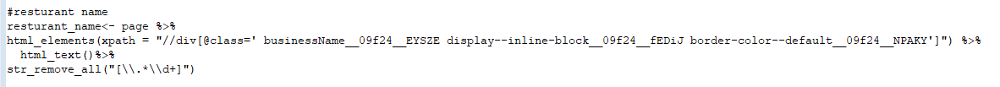 #resturant name
resturant_name<- page %>%
html_elements(xpath = "//div[@class=' businessName__09f24__EYSZE display--inline-block__09f24__fEDiJ border-color--default__09f24__NPAKY']") %>%
  html_text()%>%
str_remove_all("[\\.*\\d+]")